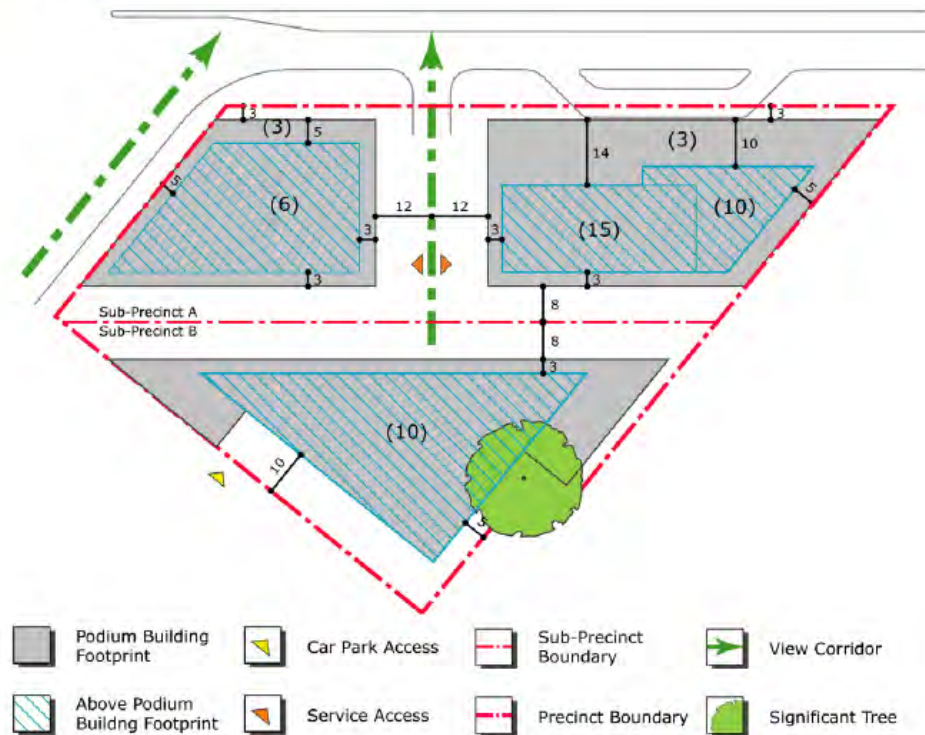 3
(3)
5
3
(3)
14
10
5
5
(6)
(10)
(15)
12
12
3
3
3
3
8
Sub-Precinct A
Sub-Precinct B
8
3
(10)
10
5
Podium Building
Footprint
Car Park Access
Sub-Precinct
Boundary
View Corridor
Above Podium
Buildng Footprint
Service Access
Precinct Boundary
Significant Tree